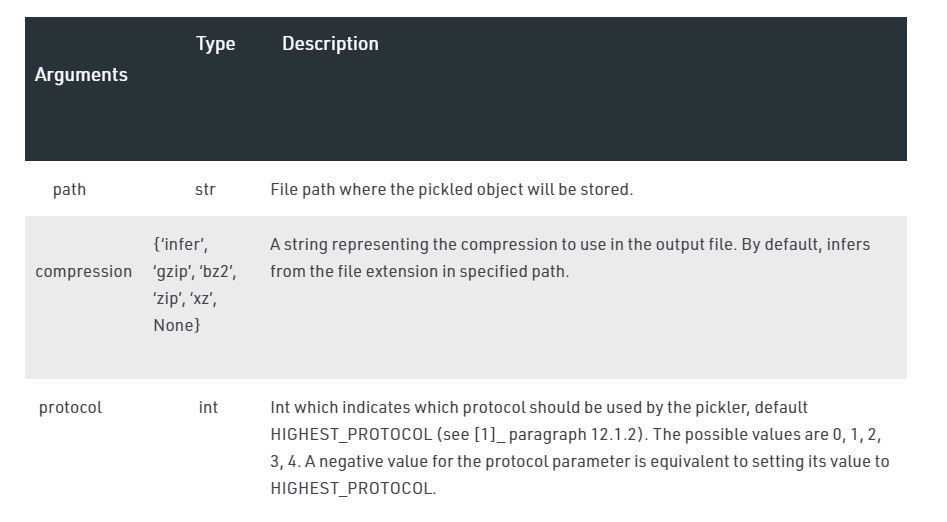 Type Description
Arguments
path str File path where the pickled object will be stored.
{‘infer’, A string representing the compression to use in the output file. By default, infers
compression ‘gzip’, ‘bz2’, from the file extension in specified path.
‘zip’, ‘xz’,
None}
protocol int Int which indicates which protocol should be used by the pickler, default
HIGHEST_PROTOCOL (see [1]_ paragraph 12.1.2). The possible values are 0, 1, 2,
3, 4. A negative value for the protocol parameter is equivalent to setting its value to
HIGHEST_PROTOCOL.